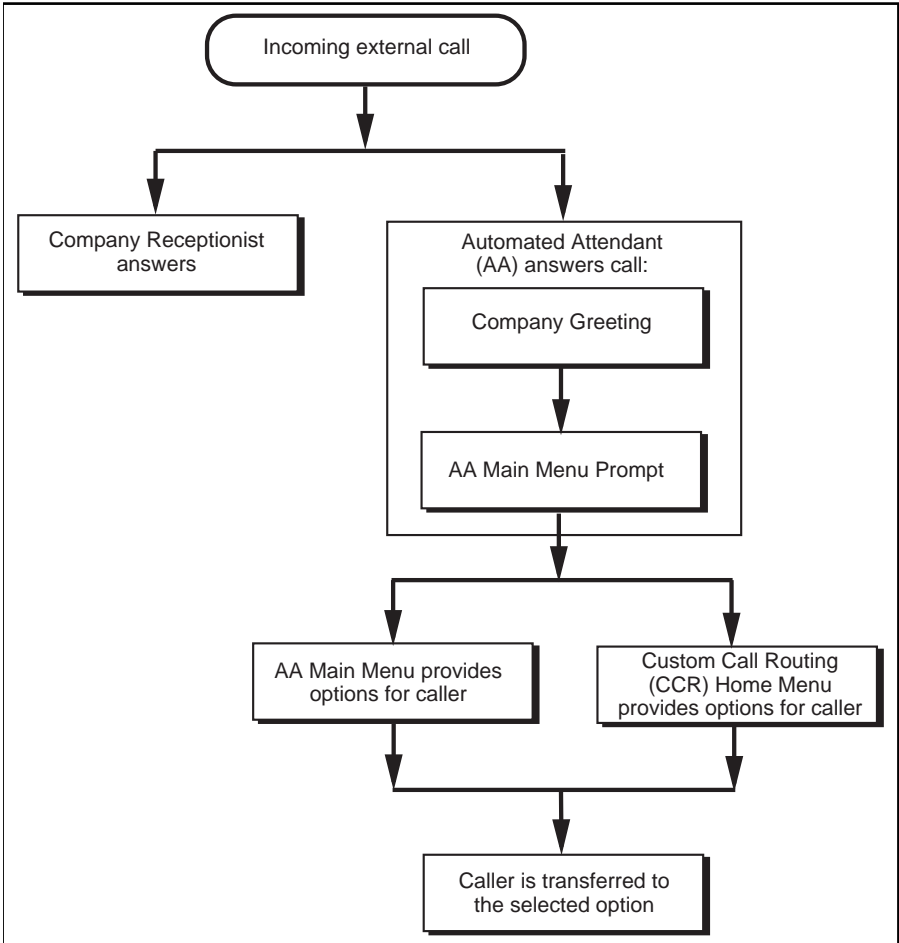 Incoming external call
Company Receptionist
answers
Automated Attendant
(AA) answers call:
Company Greeting
AA Main Menu Prompt
AA Main Menu provides
options for caller
Custom Call Routing
(CCR) Home Menu
provides options for caller
Caller is transferred to
the selected option